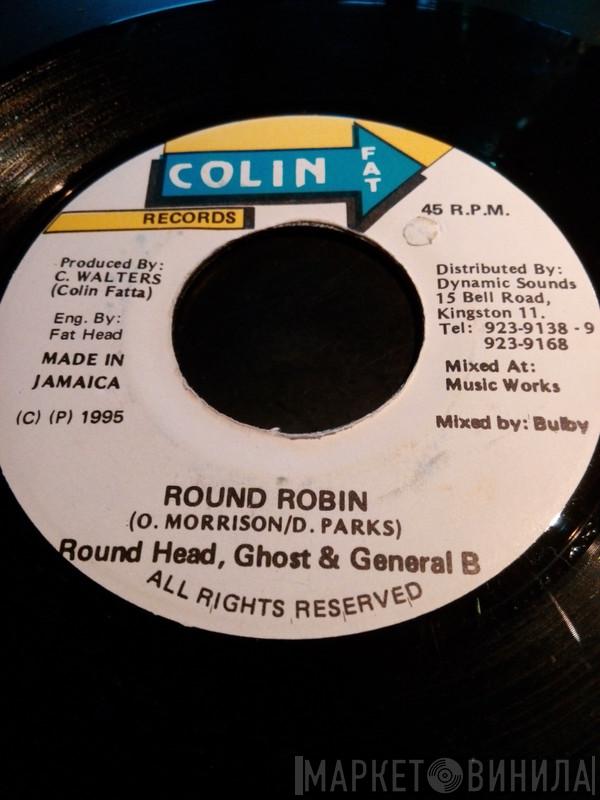 COLIN
FAT
RECORDS
45 R.P.M.
Produced By:
C. WALTERS
(Colin Fatta)
Eng. By:
Fat Head
MADE IN
JAMAICA
(C) (P) 1995
Distributed By:
Dynamic Sounds
15 Bell Road,
Kingston 11.
Tel: 923-9138 - 9
923-9168
Mixed At:
Music Works
Mixed by: Bulby
ROUND ROBIN
(O. MORRISON/D. PARKS)
Round Head, Ghost & General B
ALL RIGHTS RESERVED
МАРКЕТ ВИНИЛА